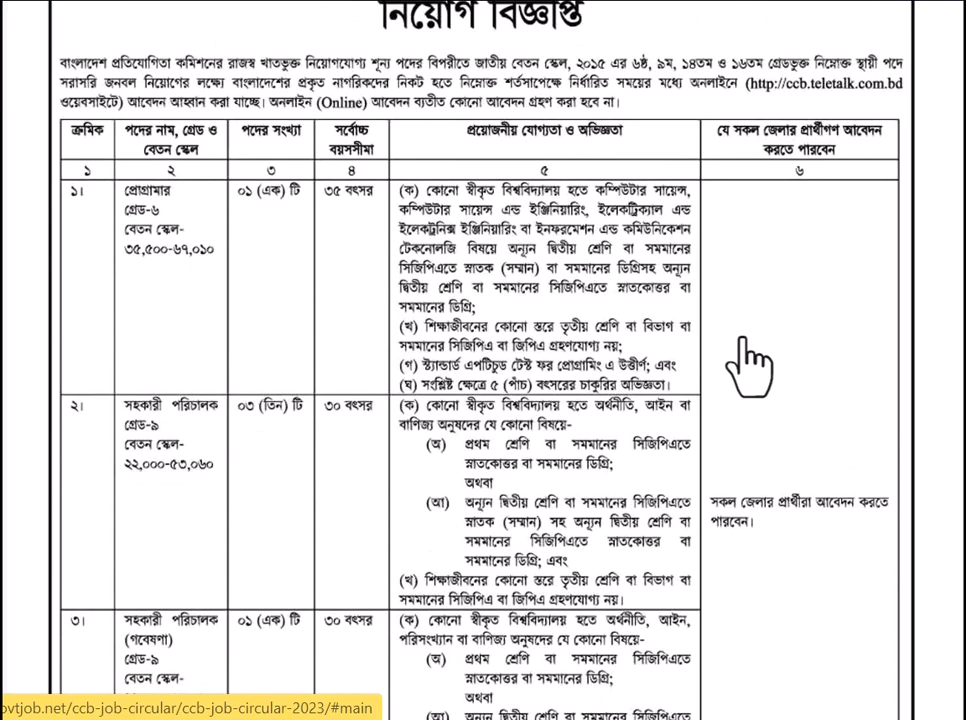 নিয়োগ বিজ্ঞপ্তি
বাংলাদেশ প্রতিযোগিতা কমিশনের রাজস্ব খাতভুক্ত নিয়োগযোগ্য শূন্য পদের বিপরীতে জাতীয় বেতন স্কেল, ২০১৫ এর ৬ষ্ঠ, ৯ম, ১৪তম ও ১৬তম গ্রেডভুক্ত নিম্নোক্ত স্থায়ী পদে
সরাসরি জনবল নিয়োগের লক্ষ্যে বাংলাদেশের প্রকৃত নাগরিকদের নিকট হতে নিম্নোক্ত শর্তসাপেক্ষে নির্ধারিত সময়ের মধ্যে অনলাইনে (http://ccb.teletalk.com.bd
ওয়েবসাইটে) আবেদন আহ্বান করা যাচ্ছে। অনলাইন (Online) আবেদন ব্যতীত কোনো আবেদন গ্রহণ করা হবে না।
ক্রমিক
পদের নাম, গ্রেড ও
বেতন স্কেল
পদের সংখ্যা
সর্বোচ্চ
বয়সসীমা
প্রয়োজনীয় যোগ্যতা ও অভিজ্ঞতা
যে সকল জেলার প্রার্থীগণ আবেদন
করতে পারবেন
১
২
৩
৪
৫
৬
১।
প্রোগ্রামার
গ্রেড-৬
বেতন স্কেল-
৩৫,৫০০-৬৭,০১০
০১ (এক) টি
৩৫ বৎসর
(ক) কোনো স্বীকৃত বিশ্ববিদ্যালয় হতে কম্পিউটার সায়েন্স,
কম্পিউটার সায়েন্স এন্ড ইঞ্জিনিয়ারিং, ইলেকট্রিক্যাল এন্ড
ইলেকট্রনিক্স ইঞ্জিনিয়ারিং বা ইনফরমেশন এন্ড কমিউনিকেশন
টেকনোলজি বিষয়ে অন্যূন দ্বিতীয় শ্রেণি বা সমমানের
সিজিপিএতে স্নাতক (সম্মান) বা সমমানের ডিগ্রিসহ অন্যূন
দ্বিতীয় শ্রেণি বা সমমানের সিজিপিএতে স্নাতকোত্তর বা
সমমানের ডিগ্রি;
(খ) শিক্ষাজীবনের কোনো স্তরে তৃতীয় শ্রেণি বা বিভাগ বা
সমমানের সিজিপিএ বা জিপিএ গ্রহণযোগ্য নয়;
(গ) স্ট্যান্ডার্ড এপটিচুড টেস্ট ফর প্রোগ্রামিং এ উত্তীর্ণ; এবং
(ঘ) সংশ্লিষ্ট ক্ষেত্রে ৫ (পাঁচ) বৎসরের চাকুরির অভিজ্ঞতা।
২।
সহকারী পরিচালক
গ্রেড-৯
বেতন স্কেল-
২২,০০০-৫৩,০৬০
০৩ (তিন) টি
৩০ বৎসর
(ক) কোনো স্বীকৃত বিশ্ববিদ্যালয় হতে অর্থনীতি, আইন বা
বাণিজ্য অনুষদের যে কোনো বিষয়ে-
(অ) প্রথম শ্রেণি বা সমমানের সিজিপিএতে
স্নাতকোত্তর বা সমমানের ডিগ্রি;
অথবা
(আ) অন্যূন দ্বিতীয় শ্রেণি বা সমমানের সিজিপিএতে
স্নাতক (সম্মান) সহ অন্যূন দ্বিতীয় শ্রেণি বা
সমমানের সিজিপিএতে স্নাতকোত্তর বা
সমমানের ডিগ্রি; এবং
(খ) শিক্ষাজীবনের কোনো স্তরে তৃতীয় শ্রেণি বা বিভাগ বা
সমমানের সিজিপিএ বা জিপিএ গ্রহণযোগ্য নয়।
সকল জেলার প্রার্থীরা আবেদন করতে
পারবেন।
৩।
সহকারী পরিচালক
(গবেষণা)
গ্রেড-৯
বেতন স্কেল-
০১ (এক) টি
৩০ বৎসর
(ক) কোনো স্বীকৃত বিশ্ববিদ্যালয় হতে অর্থনীতি, আইন,
পরিসংখ্যান বা বাণিজ্য অনুষদের যে কোনো বিষয়ে-
(অ) প্রথম শ্রেণি বা সমমানের সিজিপিএতে
স্নাতকোত্তর বা সমমানের ডিগ্রি;
অথবা
(আ) অন্যূন দ্বিতীয় শ্রেণি বা সমমানের সিজিপিএতে
ovtjob.net/ccb-job-circular/ccb-job-circular-2023/#main